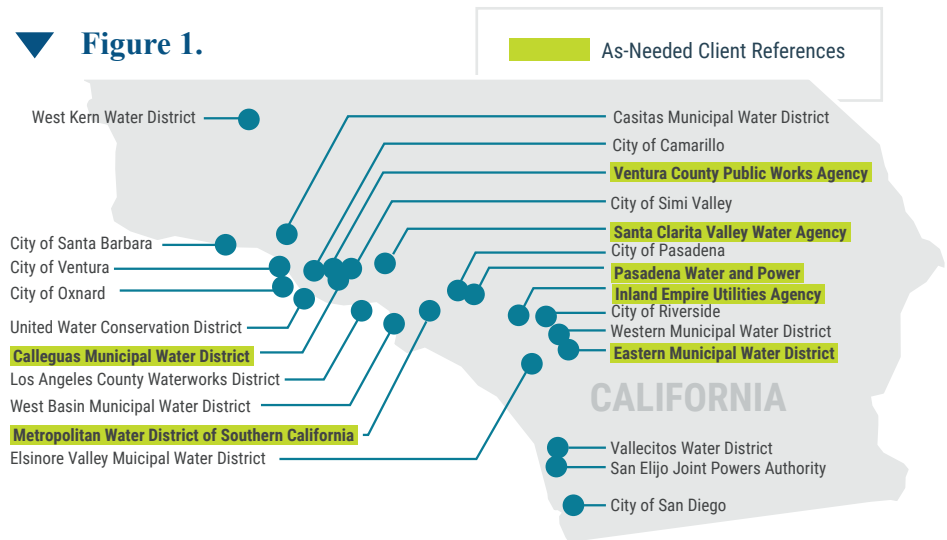 Figure 1.
As-Needed Client References
West Kern Water District
City of Santa Barbara
City of Ventura
City of Oxnard
United Water Conservation District
Calleguas Municipal Water District
Los Angeles County Waterworks District
West Basin Municipal Water District
Metropolitan Water District of Southern California
Elsinore Valley Muicipal Water District
Casitas Municipal Water District
City of Camarillo
Ventura County Public Works Agency
City of Simi Valley
Santa Clarita Valley Water Agency
City of Pasadena
Pasadena Water and Power
Inland Empire Utilities Agency
City of Riverside
Western Municipal Water District
Eastern Municipal Water District
CALIFORNIA
Vallecitos Water District
San Elijo Joint Powers Authority
City of San Diego